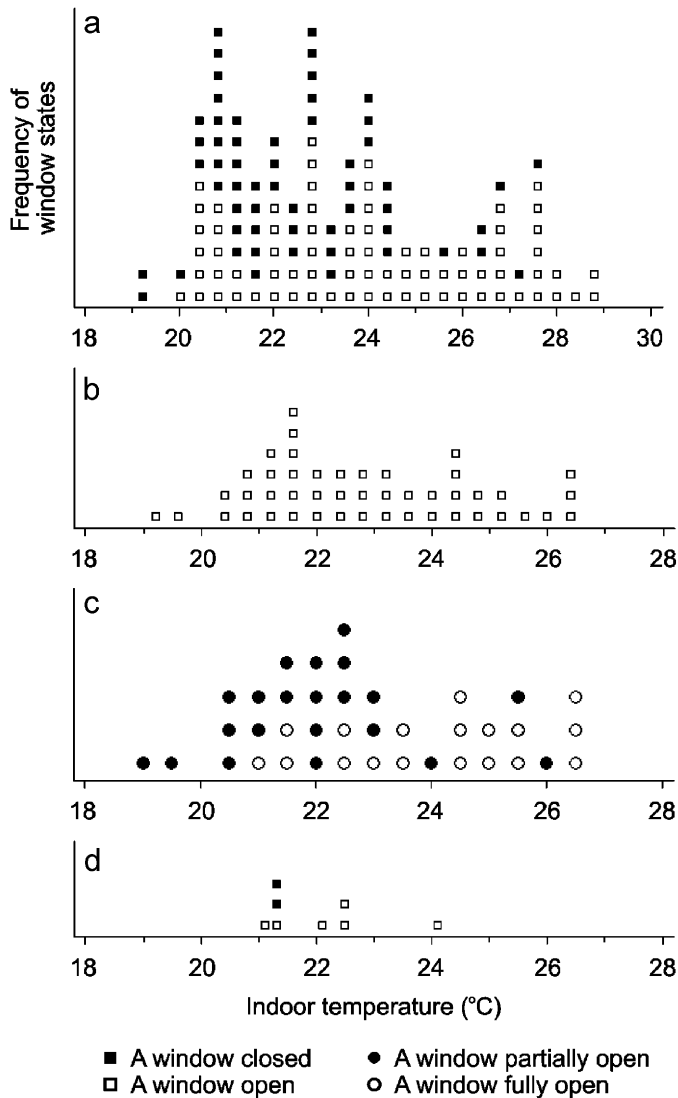 a
Frequency of
window states
18 20 22 24 26 28 30
b
18 20 22 24 26 28
c
18 20 22 24 26 28
d
18 20 22 24 26 28
Indoor temperature (°C)
A window closed
A window partially open
A window open
A window fully open